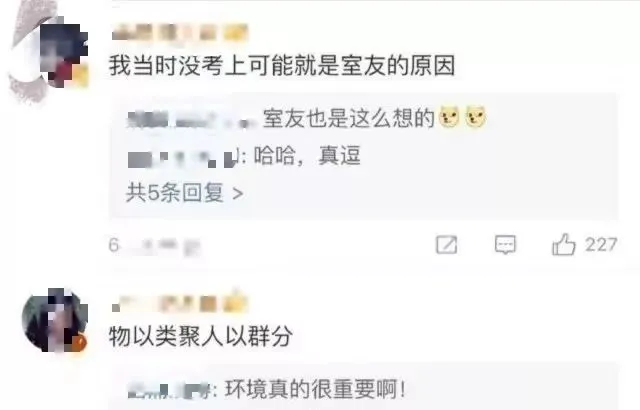 我当时没考上可能就是室友的原因
室友也是这么想的
: 哈哈，真逗
共5条回复 >
6
227
物以类聚人以群分
: 环境真的很重要啊！